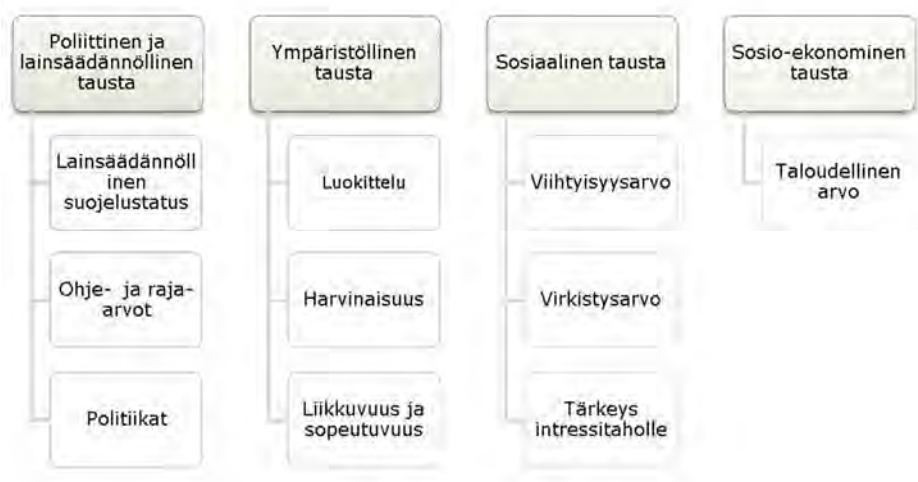 Poliittinen ja
lainsäädännöllinen
tausta
Lainsäädännöll
inen
suojelustatus
Ohje- ja raja-
arvot
Politiikat
Ympäristöllinen
tausta
Luokittelu
Harvinaisuus
Liikkuvuus ja
sopeutuvuus
Sosiaalinen tausta
Viihtyisyysarvo
Virkistysarvo
Tärkeys
intressitaholle
Sosio-ekonominen
tausta
Taloudellinen
arvo